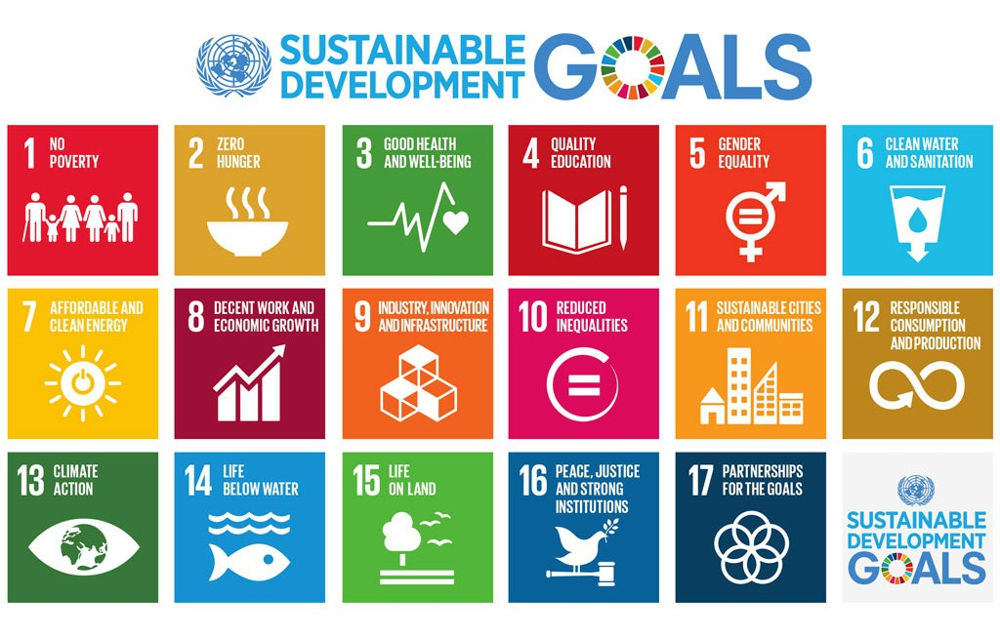 SUSTAINABLE
DEVELOPMENT GOALS
1 NO
POVERTY
2 ZERO
HUNGER
3 GOOD HEALTH
AND WELL-BEING
4 QUALITY
EDUCATION
5 GENDER
EQUALITY
6 CLEAN WATER
AND SANITATION
7 AFFORDABLE AND
CLEAN ENERGY
8 DECENT WORK AND
ECONOMIC GROWTH
9 INDUSTRY, INNOVATION
AND INFRASTRUCTURE
10 REDUCED
INEQUALITIES
11 SUSTAINABLE CITIES
AND COMMUNITIES
12 RESPONSIBLE
CONSUMPTION
AND PRODUCTION
13 CLIMATE
ACTION
14 LIFE
BELOW WATER
15 LIFE
ON LAND
16 PEACE, JUSTICE
AND STRONG
INSTITUTIONS
17 PARTNERSHIPS
FOR THE GOALS
SUSTAINABLE
DEVELOPMENT
GOALS